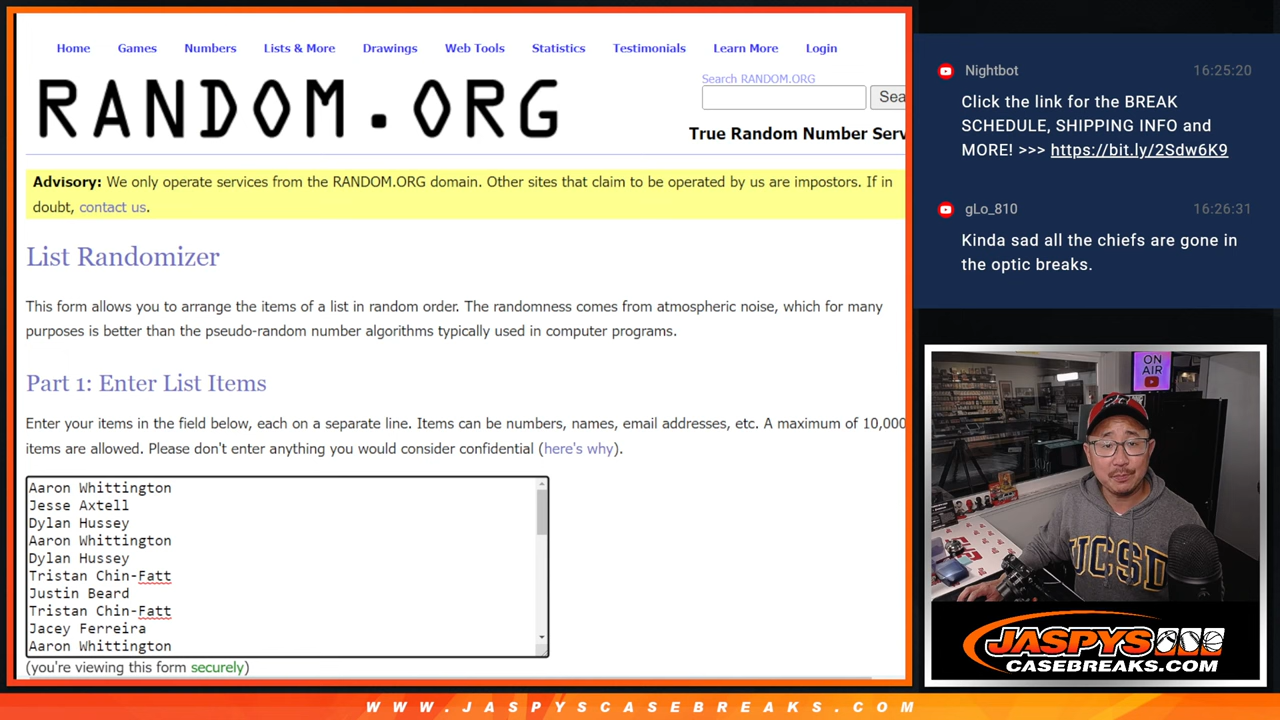 Home Games Numbers Lists & More Drawings Web Tools Statistics Testimonials Learn More Login
RANDOM.ORG
Search RANDOM.ORG
Sea
True Random Number Serv
Advisory: We only operate services from the RANDOM.ORG domain. Other sites that claim to be operated by us are impostors. If in
doubt, contact us.
List Randomizer
This form allows you to arrange the items of a list in random order. The randomness comes from atmospheric noise, which for many
purposes is better than the pseudo-random number algorithms typically used in computer programs.
Part 1: Enter List Items
Enter your items in the field below, each on a separate line. Items can be numbers, names, email addresses, etc. A maximum of 10,000
items are allowed. Please don't enter anything you would consider confidential (here's why).
Aaron Whittington
Jesse Axtell
Dylan Hussey
Aaron Whittington
Dylan Hussey
Tristan Chin-Fatt
Justin Beard
Tristan Chin-Fatt
Jacey Ferreira
Aaron Whittington
(you're viewing this form securely)
Nightbot 16:25:20
Click the link for the BREAK
SCHEDULE, SHIPPING INFO and
MORE! >>> https://bit.ly/2Sdw6K9
gLo_810 16:26:31
Kinda sad all the chiefs are gone in
the optic breaks.
ON
AIR
UCSD
JASPYS
CASEBREAKS.COM
WWW.JASPYSCASEBREAKS.COM